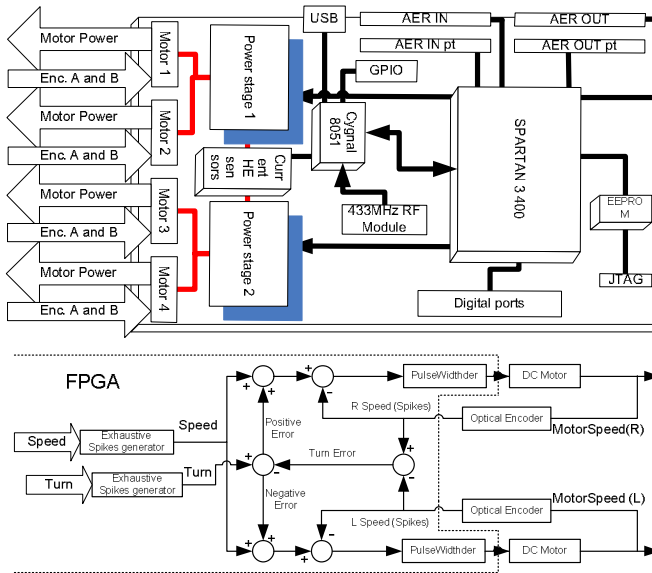 USB
AER IN
AER OUT
AER IN pt
AER OUT pt
Motor Power
Motor 1
Enc. A and B
Power stage 1
GPIO
Motor Power
Motor 2
Enc. A and B
Cygnal
8051
SPARTAN 3 400
Curr
ent
HE
sen
sors
Motor Power
Motor 3
Enc. A and B
433MHz RF
Module
EEPRO
M
Power stage 2
Motor Power
Motor 4
Enc. A and B
JTAG
Digital ports
FPGA
+
+
+
-
PulseWidthder
DC Motor
R Speed (Spikes)
Optical Encoder
MotorSpeed(R)
Speed
Exhaustive
Spikes generator
Speed
Positive
Error
Turn Error
+
-
Turn
Exhaustive
Spikes generator
Turn
+
-
Negative
Error
L Speed (Spikes)
Optical Encoder
MotorSpeed (L)
+
+
+
-
PulseWidthder
DC Motor